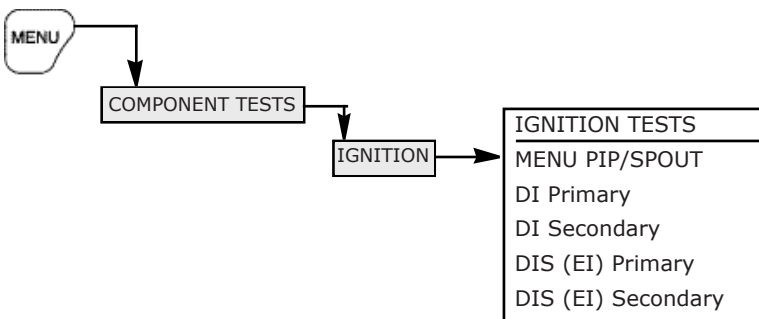 MENU
COMPONENT TESTS
IGNITION
IGNITION TESTS
MENU PIP/SPOUT
DI Primary
DI Secondary
DIS (EI) Primary
DIS (EI) Secondary